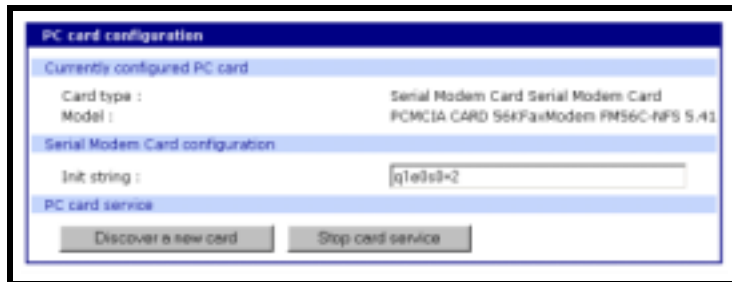 PC card configuration
Currently configured PC card
Card type : Serial Modem Card Serial Modem Card
Model : PCMCIA CARD 56KFaxModem FM56C-NFS 5.41
Serial Modem Card configuration
Init string : q1e0s0=2
PC card service
Discover a new card Stop card service